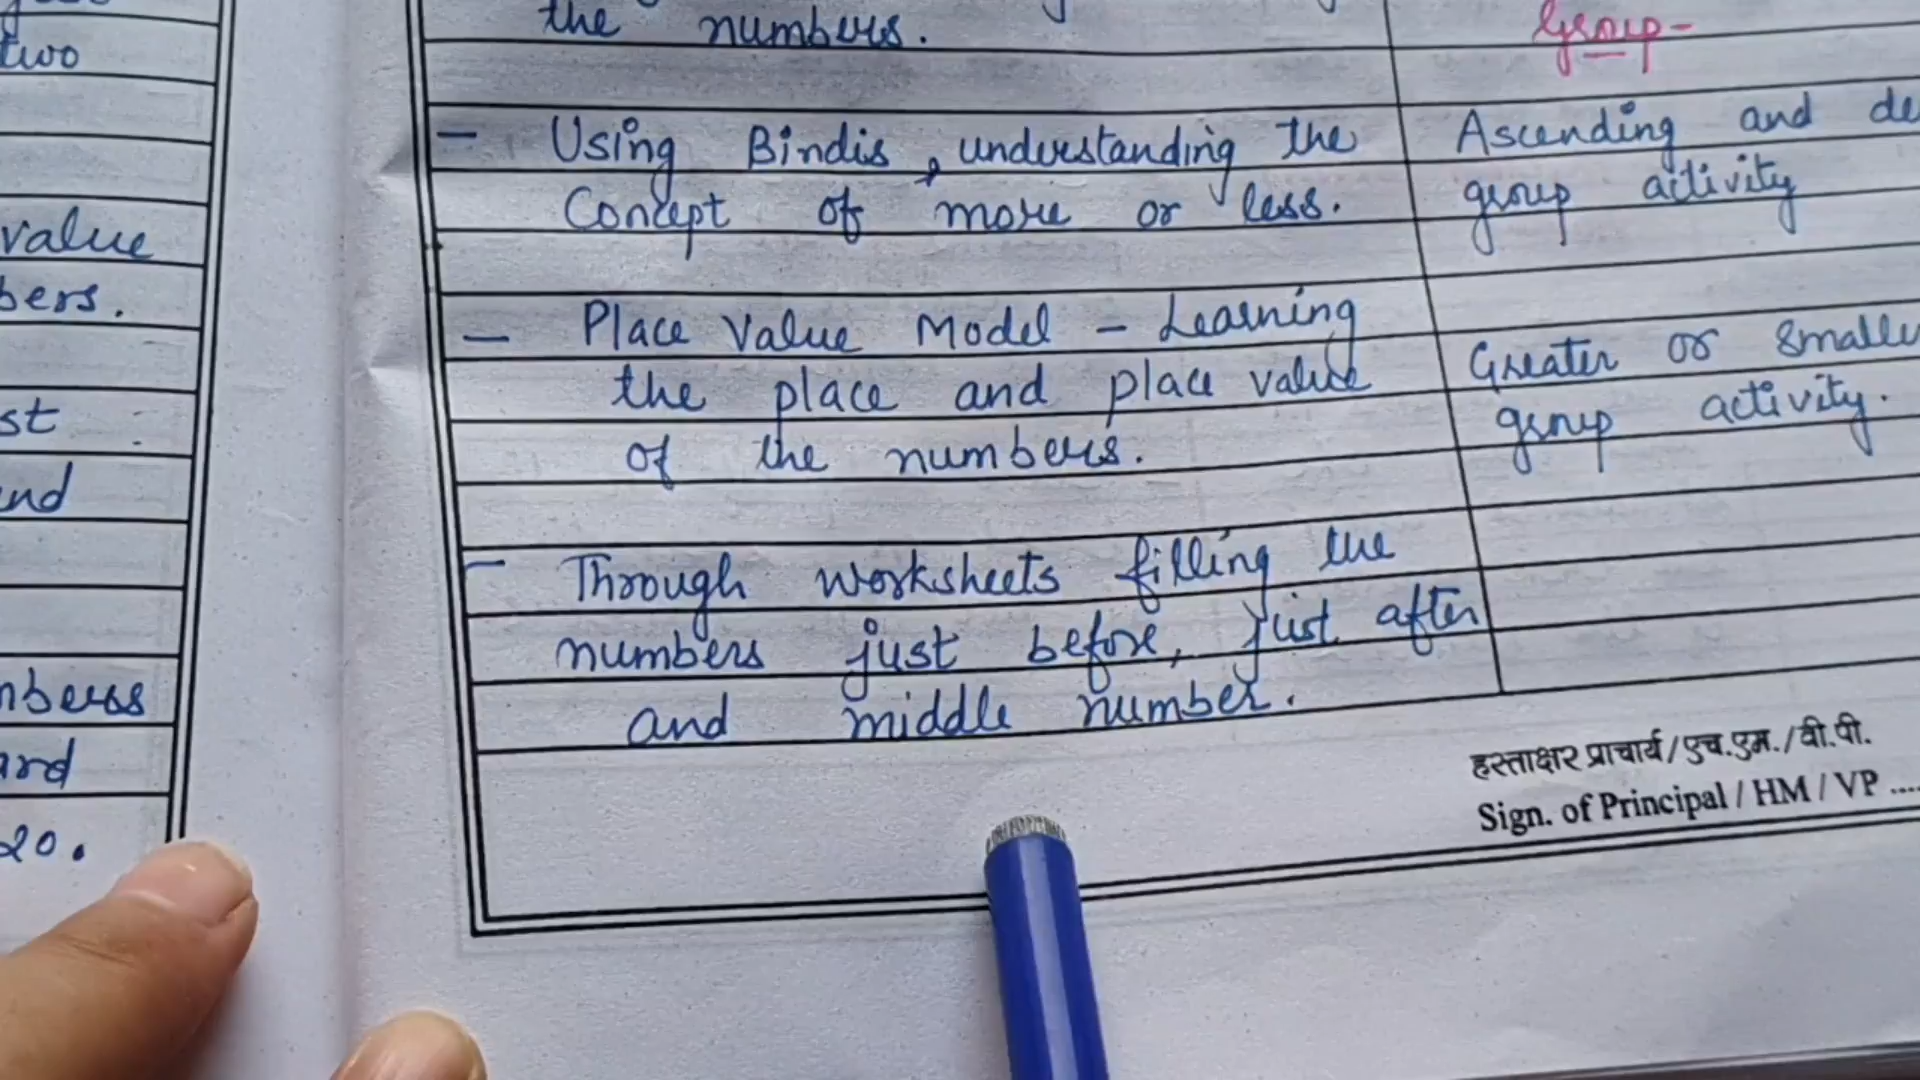 two
value
bers.
st
and
nbers
ard
20.
the numbers.
- Using Bindis, understanding the
Concept of more or less.
- Place Value Model - Learning
the place and place value
of the numbers.
- Through worksheets filling the
numbers just before, just after
and middle number.
Group-
Ascending and de
group activity
Greater or smalle
group activity.
हस्ताक्षर प्राचार्य/एच.एम./वी.पी.
Sign. of Principal / HM / VP ....